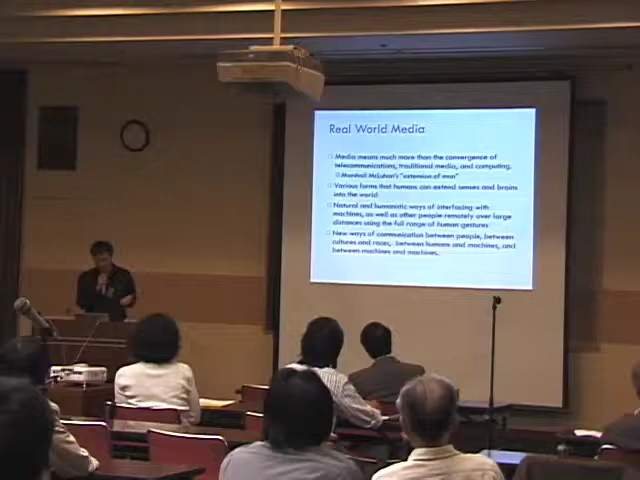 Real World Media
Media means much more than the convergence of
telecommunications, traditional media, and computing.
Marshall McLuhan's "extension of man"
Various forms that humans can extend senses and brains
into the world
Natural and humanistic ways of interfacing with
machines, as well as other people remotely over large
distances using the full range of human gestures
New ways of communication between people, between
cultures and races, between humans and machines, and
between machines and machines.